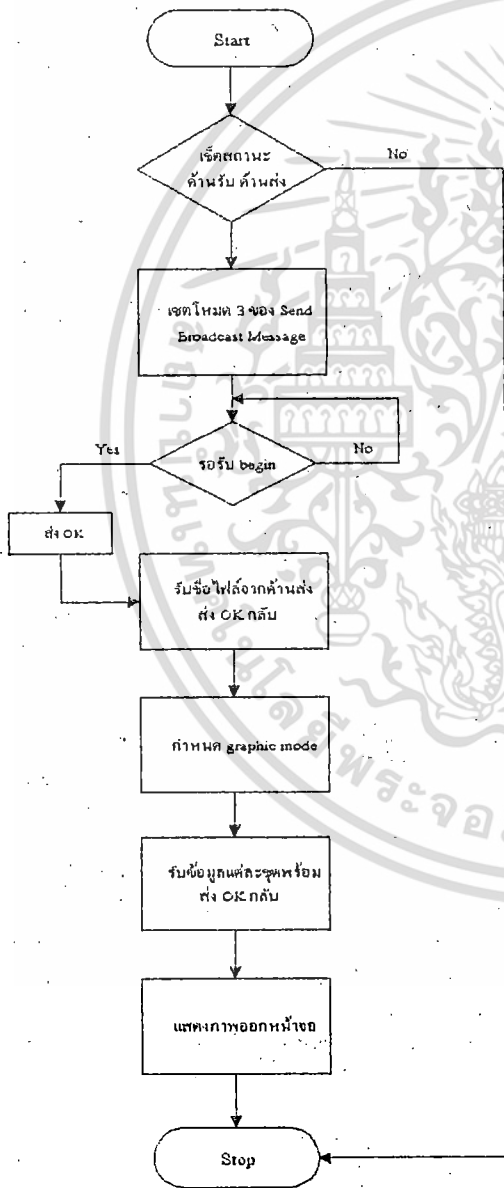 Start
เช็คสถานะ
ด้านรับ ด้านส่ง
No
เซตโหมด 3 ของ Send
Broadcast Message
Yes
รอรับ begin
No
ส่ง OK
รับชื่อไฟล์จากด้านส่ง
ส่ง OK กลับ
กำหนด graphic mode
รับข้อมูลแต่ละชุดพร้อม
ส่ง OK กลับ
แสดงภาพออกหน้าจอ
Stop